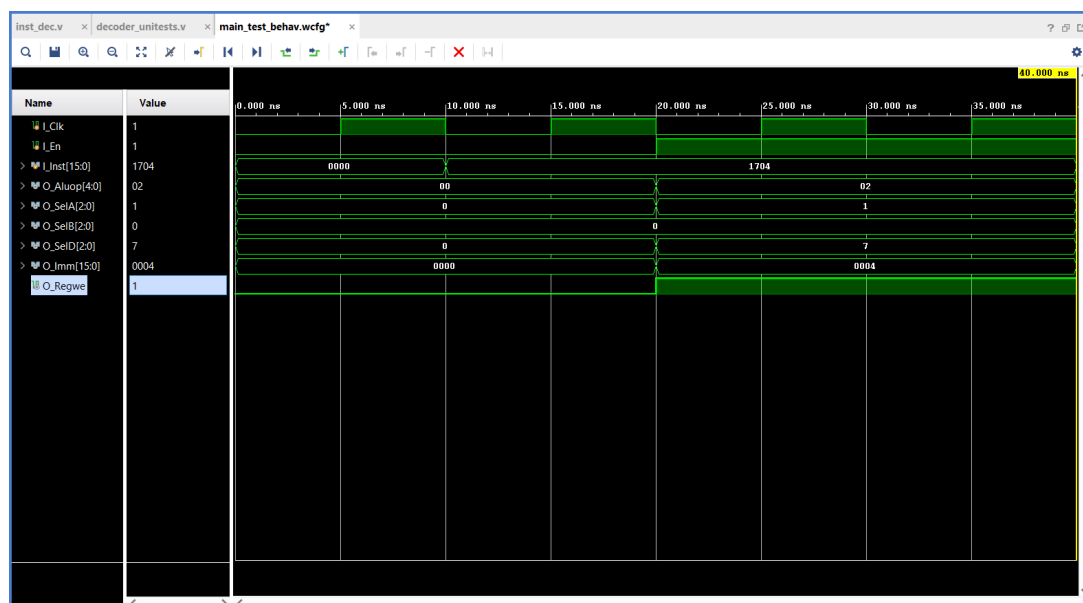 inst_dec.v × decoder_unitests.v × main_test_behav.wcfg* ×
40.000 ns
Name Value 0.000 ns 5.000 ns 10.000 ns 15.000 ns 20.000 ns 25.000 ns 30.000 ns 35.000 ns
I_Clk 1
I_En 1
I_Inst[15:0] 1704 0000 1704
O_Aluop[4:0] 02 00 02
O_SelA[2:0] 1 0 1
O_SelB[2:0] 0 0
O_SelD[2:0] 7 0 7
O_Imm[15:0] 0004 0000 0004
O_Regwe 1